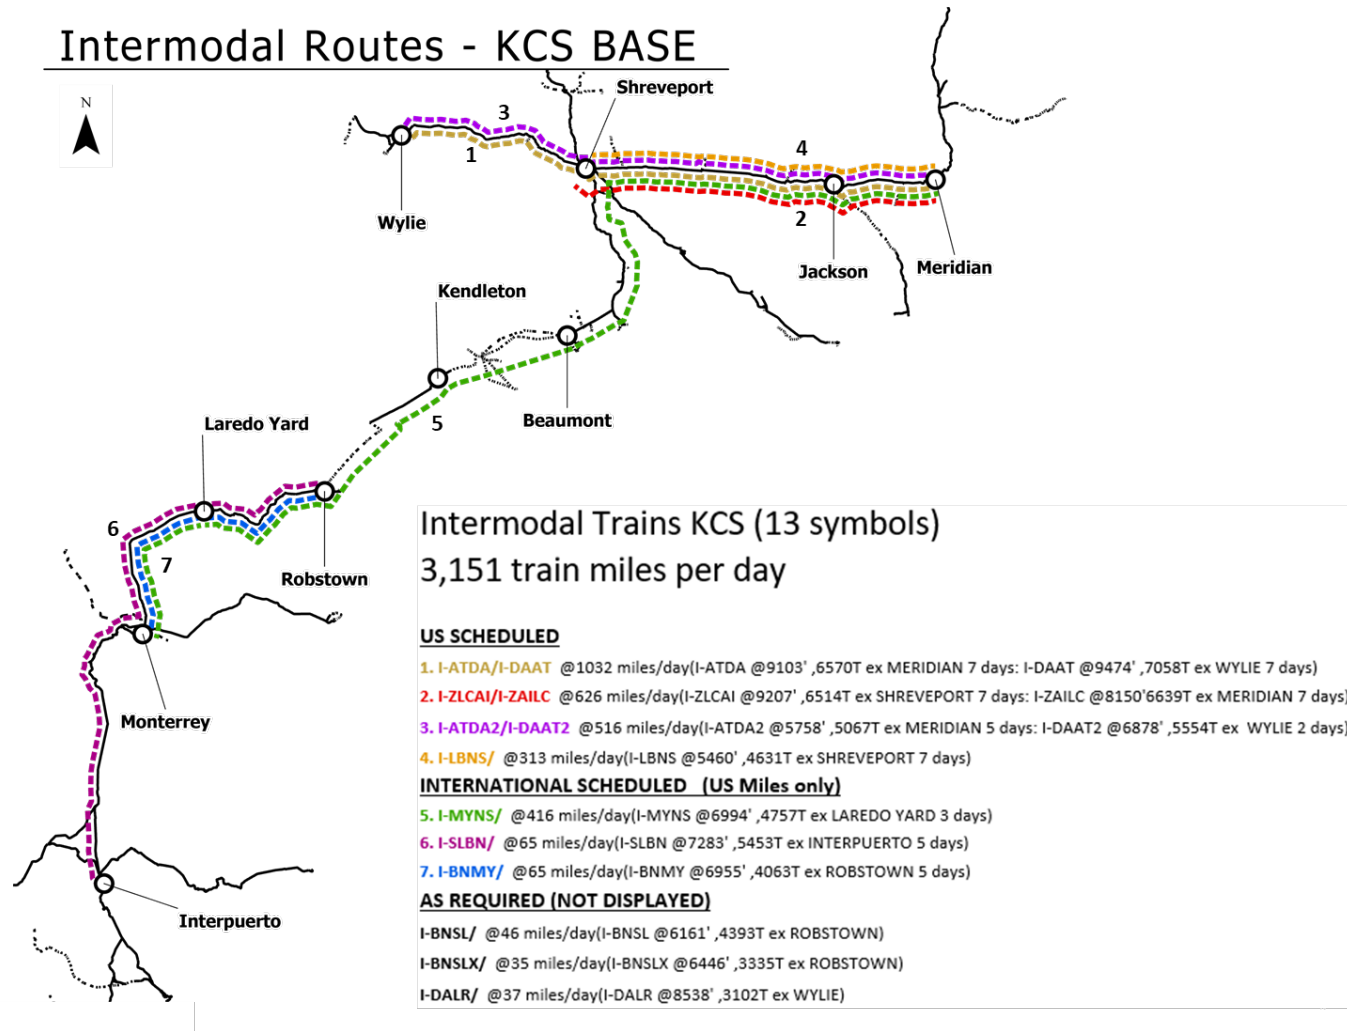 Intermodal Routes - KCS BASE
N
Shreveport
3
1
4
2
Wylie
Jackson
Meridian
Kendleton
Beaumont
5
Laredo Yard
6
7
Robstown
Monterrey
Interpuerto
Intermodal Trains KCS (13 symbols)
3,151 train miles per day
US SCHEDULED
1. I-ATDA/I-DAAT @1032 miles/day(I-ATDA @9103' ,6570T ex MERIDIAN 7 days: I-DAAT @9474' ,7058T ex WYLIE 7 days)
2. I-ZLCAI/I-ZAILC @626 miles/day(I-ZLCAI @9207' ,6514T ex SHREVEPORT 7 days: I-ZAILC @8150'6639T ex MERIDIAN 7 days)
3. I-ATDA2/I-DAAT2 @516 miles/day(I-ATDA2 @5758' ,5067T ex MERIDIAN 5 days: I-DAAT2 @6878' ,5554T ex WYLIE 2 days)
4. I-LBNS/ @313 miles/day(I-LBNS @5460' ,4631T ex SHREVEPORT 7 days)
INTERNATIONAL SCHEDULED (US Miles only)
5. I-MYNS/ @416 miles/day(I-MYNS @6994' ,4757T ex LAREDO YARD 3 days)
6. I-SLBN/ @65 miles/day(I-SLBN @7283' ,5453T ex INTERPUERTO 5 days)
7. I-BNMY/ @65 miles/day(I-BNMY @6955' ,4063T ex ROBSTOWN 5 days)
AS REQUIRED (NOT DISPLAYED)
I-BNSL/ @46 miles/day(I-BNSL @6161' ,4393T ex ROBSTOWN)
I-BNSLX/ @35 miles/day(I-BNSLX @6446' ,3335T ex ROBSTOWN)
I-DALR/ @37 miles/day(I-DALR @8538' ,3102T ex WYLIE)